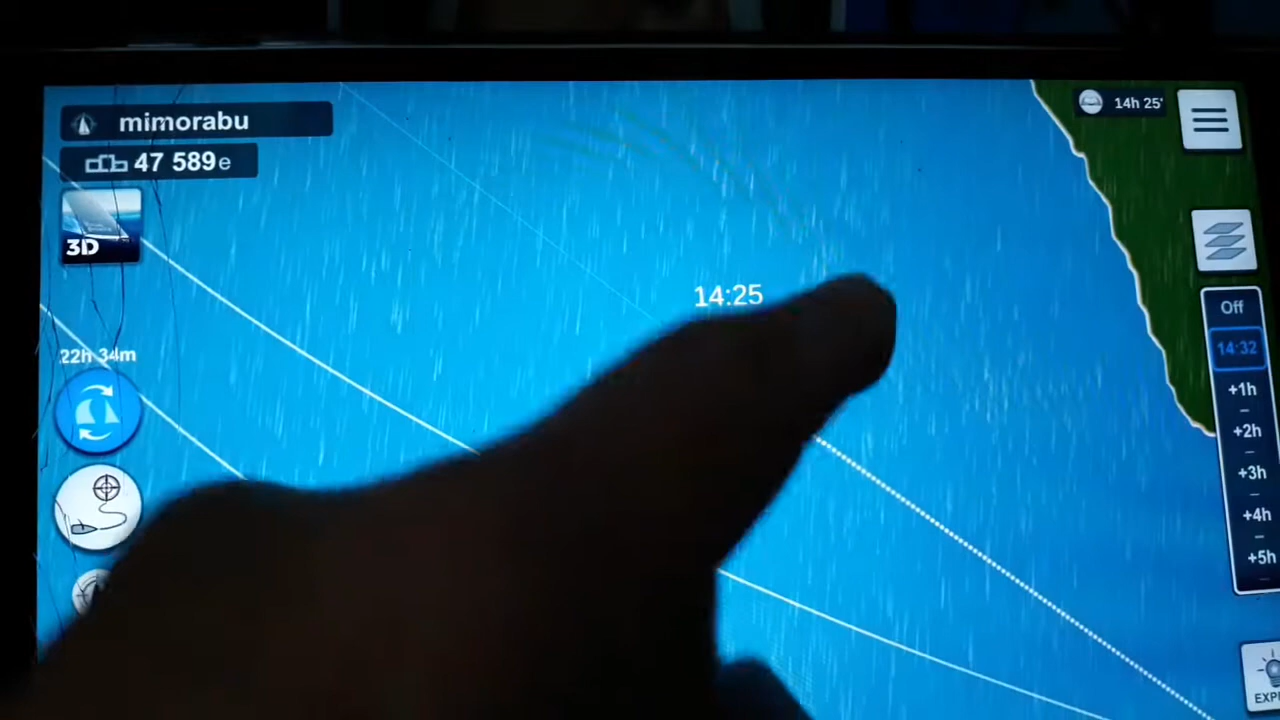 mimorabu
14h 25'
47 589e
3D
14:25
Off
14:32
22h 34m
+1h
+2h
+3h
+4h
+5h